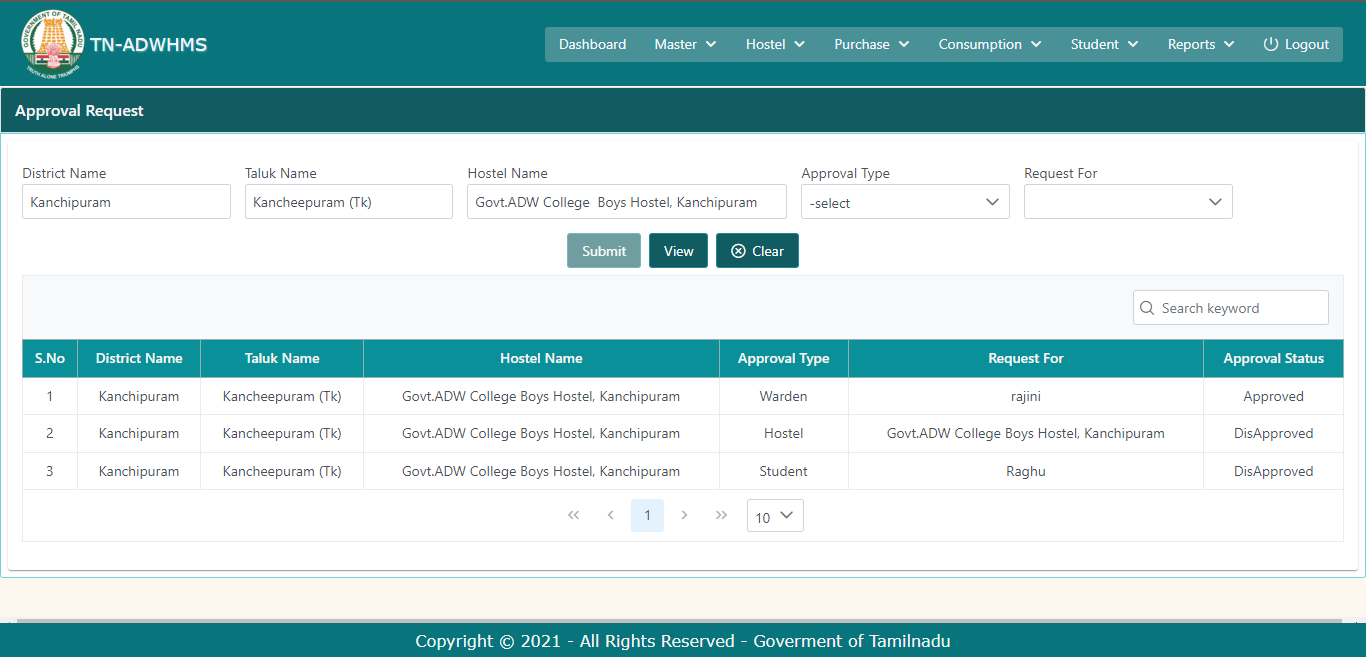 GOVERNMENT OF TAMIL NADU
TRUTH ALONE TRIUMPHS
TN-ADWHMS
Dashboard Master Hostel Purchase Consumption Student Reports Logout
Approval Request
District Name Taluk Name Hostel Name Approval Type Request For
Kanchipuram Kancheepuram (Tk) Govt.ADW College Boys Hostel, Kanchipuram -select
Submit View Clear
Search keyword
S.No District Name Taluk Name Hostel Name Approval Type Request For Approval Status
1 Kanchipuram Kancheepuram (Tk) Govt.ADW College Boys Hostel, Kanchipuram Warden rajini Approved
2 Kanchipuram Kancheepuram (Tk) Govt.ADW College Boys Hostel, Kanchipuram Hostel Govt.ADW College Boys Hostel, Kanchipuram DisApproved
3 Kanchipuram Kancheepuram (Tk) Govt.ADW College Boys Hostel, Kanchipuram Student Raghu DisApproved
1 10
Copyright © 2021 - All Rights Reserved - Goverment of Tamilnadu